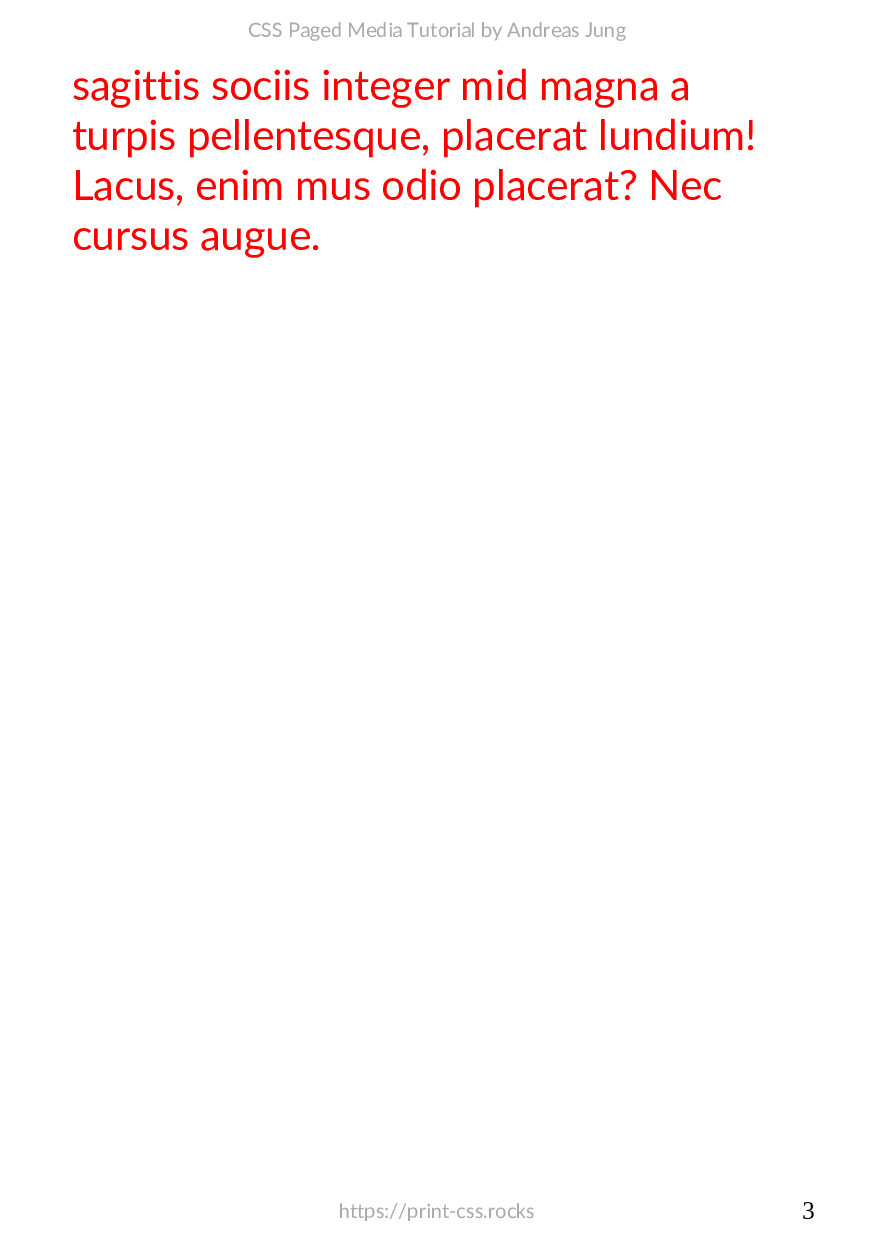 CSS Paged Media Tutorial by Andreas Jung
sagittis sociis integer mid magna a
turpis pellentesque, placerat lundium!
Lacus, enim mus odio placerat? Nec
cursus augue.
https://print-css.rocks
3